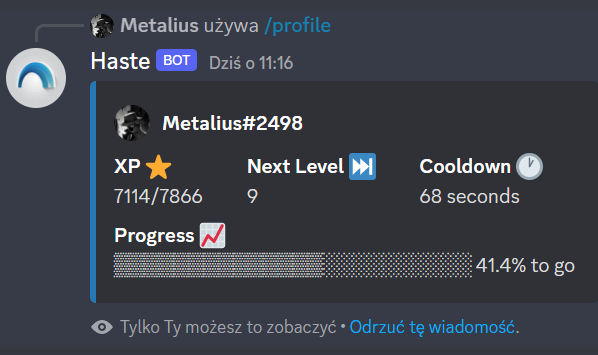 Metalius używa /profile
Haste BOT Dziś o 11:16
Metalius#2498
XP Next Level Cooldown
7114/7866 9 68 seconds
Progress
41.4% to go
Tylko Ty możesz to zobaczyć • Odrzuć tę wiadomość.